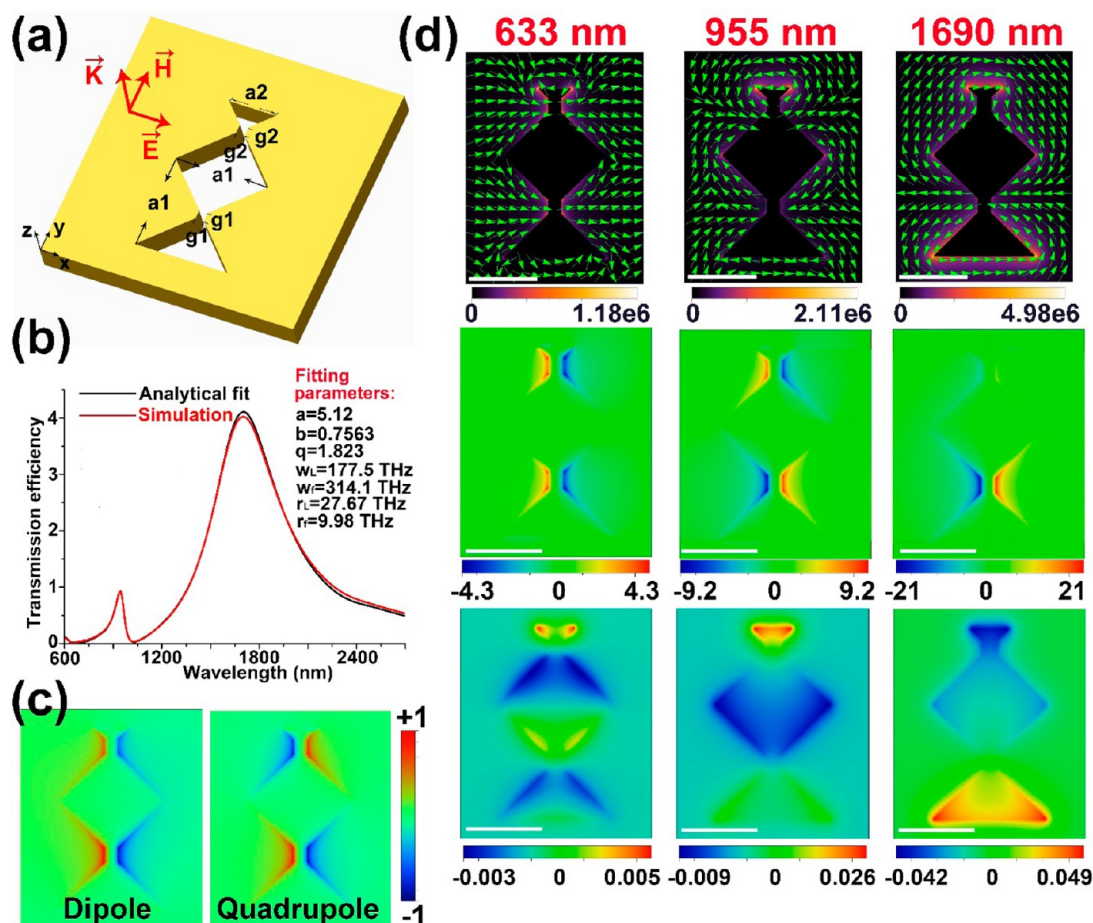 (a)
K
H
E
a2
g2
g2
a1
a1
g1
g1
z
y
x
(b)
Transmission efficiency
4
3
2
1
0
600
1200
1800
2400
Wavelength (nm)
Analytical fit
Simulation
Fitting
parameters:
a=5.12
b=0.7563
q=1.823
wL=177.5 THz
wf=314.1 THz
rL=27.67 THz
rf=9.98 THz
(c)
+1
-1
Dipole
Quadrupole
(d)
633 nm
955 nm
1690 nm
0
1.18e6
0
2.11e6
0
4.98e6
-4.3
0
4.3
-9.2
0
9.2
-21
0
21
-0.003
0
0.005
-0.009
0
0.026
-0.042
0
0.049